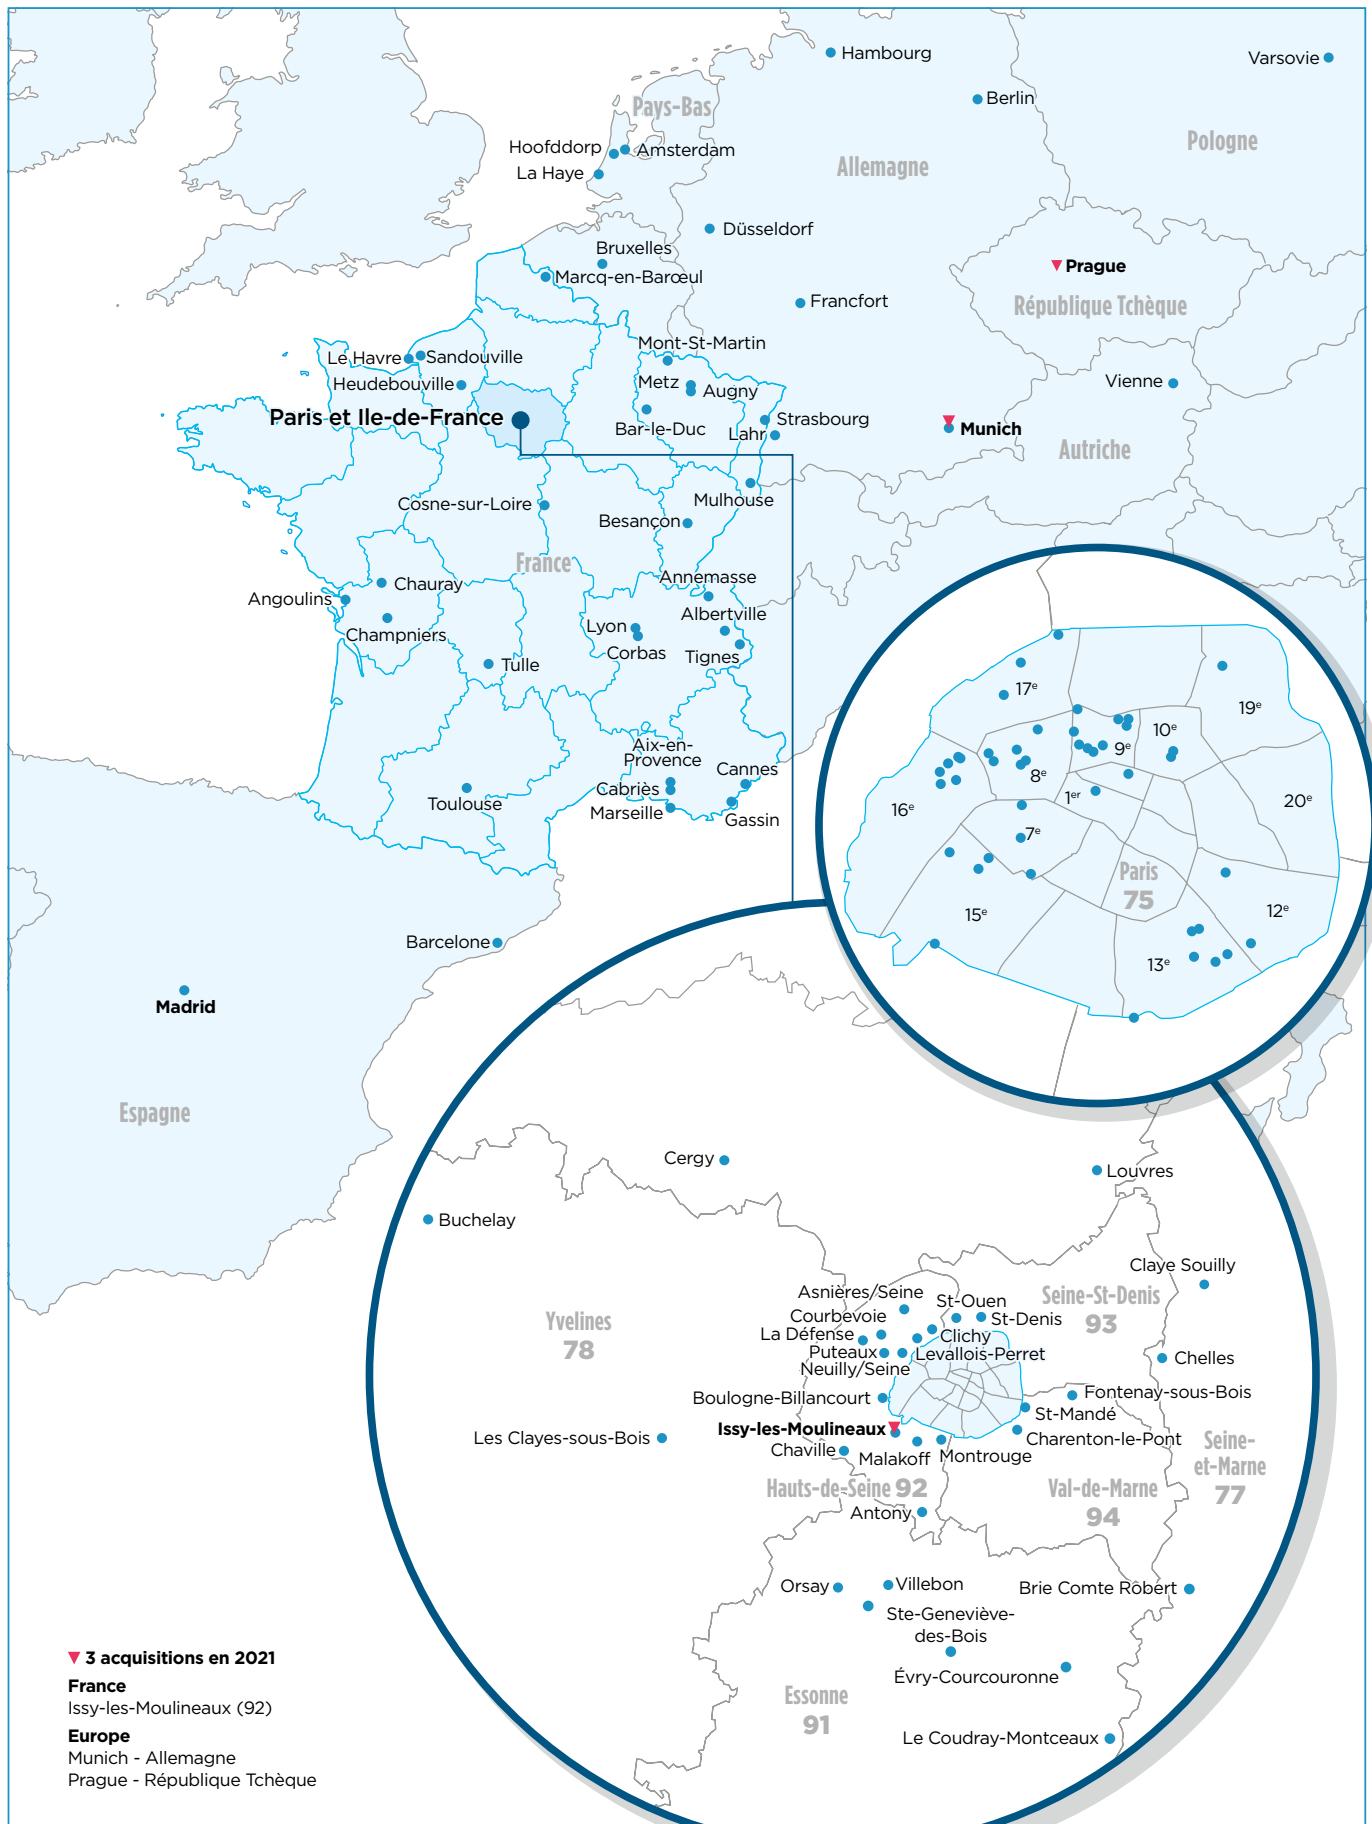 Hambourg
Varsovie
Berlin
Pays-Bas
Pologne
Hoofddorp
Amsterdam
Allemagne
La Haye
Düsseldorf
Bruxelles
Marcq-en-Barœul
Prague
Francfort
République Tchèque
Mont-St-Martin
Le Havre
Sandouville
Heudebouville
Metz
Augny
Vienne
Paris et Ile-de-France
Bar-le-Duc
Strasbourg
Lahr
Munich
Autriche
Cosne-sur-Loire
Mulhouse
Besançon
France
Annemasse
Chauray
Angoulins
Albertville
Champniers
Lyon
Corbas
Tignes
Tulle
Aix-en-
Provence
Cannes
Cabriès
Toulouse
Marseille
Gassin
17e
19e
10e
9e
8e
1er
16e
20e
7e
Paris
75
15e
12e
13e
Barcelone
Madrid
Espagne
Cergy
Louvres
Buchelay
Claye Souilly
Asnières/Seine
St-Ouen
Seine-St-Denis
93
Courbevoie
St-Denis
Yvelines
78
La Défense
Clichy
Puteaux
Levallois-Perret
Chelles
Neuilly/Seine
Boulogne-Billancourt
Fontenay-sous-Bois
St-Mandé
Issy-les-Moulineaux
Les Clayes-sous-Bois
Charenton-le-Pont
Chaville
Malakoff
Montrouge
Seine-
et-Marne
77
Hauts-de-Seine 92
Val-de-Marne
94
Antony
Orsay
Villebon
Brie Comte Robert
Ste-Geneviève-
des-Bois
Évry-Courcouronne
Essonne
91
Le Coudray-Montceaux
▼ 3 acquisitions en 2021
France
Issy-les-Moulineaux (92)
Europe
Munich - Allemagne
Prague - République Tchèque